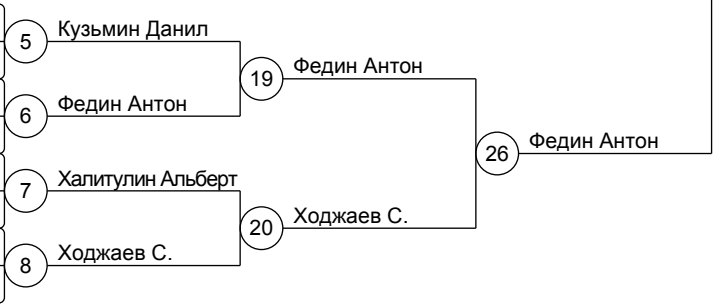 5 Кузьмин Данил
19 Федин Антон
6 Федин Антон
26 Федин Антон
7 Халитулин Альберт
20 Ходжаев С.
8 Ходжаев С.